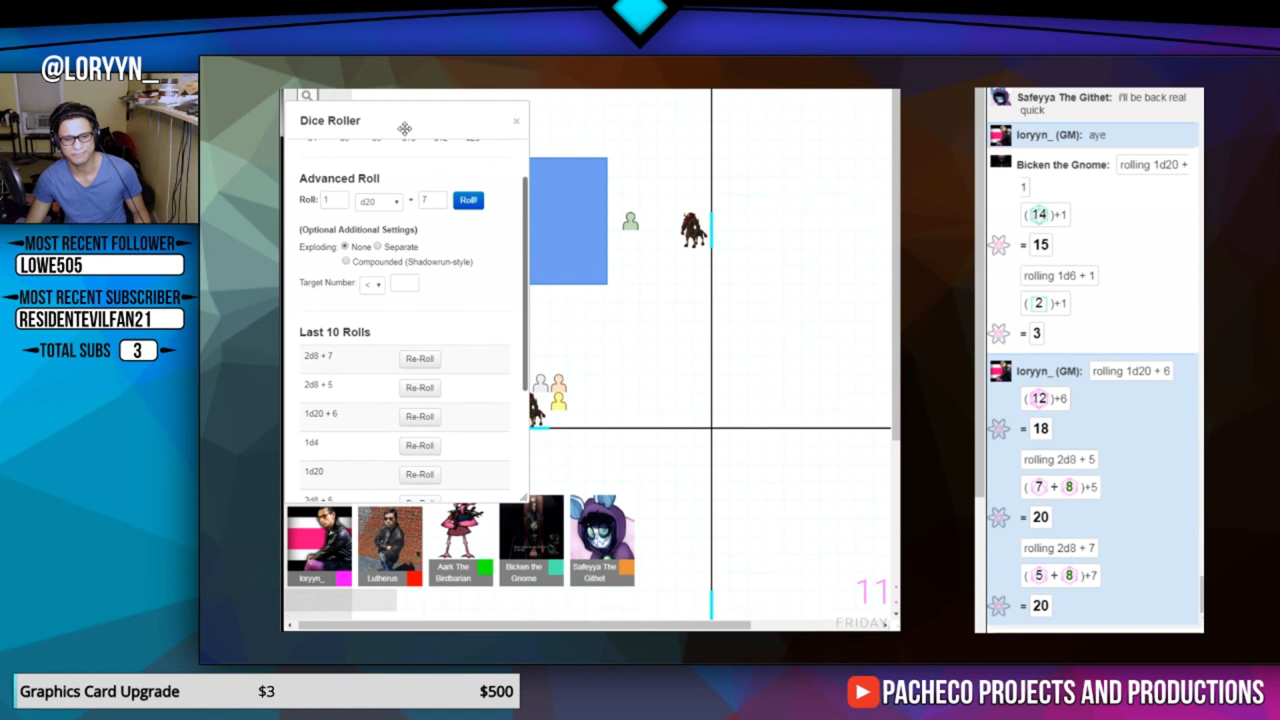 @LORYYN_
MOST RECENT FOLLOWER
LOWE505
MOST RECENT SUBSCRIBER
RESIDENTEVILFAN21
TOTAL SUBS 3
Dice Roller ×
Advanced Roll
Roll: 1 d20 + 7 Roll!
(Optional Additional Settings)
Exploding: None Separate
Compounded (Shadowrun-style)
Target Number: <
Last 10 Rolls
2d8 + 7 Re-Roll
2d8 + 5 Re-Roll
1d20 + 6 Re-Roll
1d4 Re-Roll
1d20 Re-Roll
2d8 + 5 Re-Roll
loryyn_
Lutherus
Aark The
Birdbarian
Bicken the
Gnome
Safeyya The
Githet
11:
FRIDAY
Safeyya The Githet: i'll be back real
quick
loryyn_ (GM): aye
Bicken the Gnome: rolling 1d20 +
1
(14)+1
= 15
rolling 1d6 + 1
(2)+1
= 3
loryyn_ (GM): rolling 1d20 + 6
(12)+6
= 18
rolling 2d8 + 5
(7 + 8)+5
= 20
rolling 2d8 + 7
(5 + 8)+7
= 20
Graphics Card Upgrade $3 $500
PACHECO PROJECTS AND PRODUCTIONS